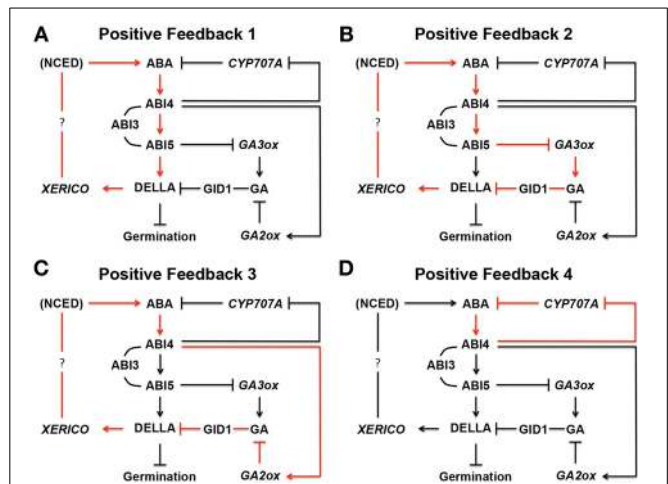 A Positive Feedback 1
(NCED) ABA CYP707A
ABI4
? ABI3
ABI5 GA3ox
XERICO DELLA GID1 GA
Germination GA2ox
B Positive Feedback 2
(NCED) ABA CYP707A
ABI4
? ABI3
ABI5 GA3ox
XERICO DELLA GID1 GA
Germination GA2ox
C Positive Feedback 3
(NCED) ABA CYP707A
ABI4
? ABI3
ABI5 GA3ox
XERICO DELLA GID1 GA
Germination GA2ox
D Positive Feedback 4
(NCED) ABA CYP707A
ABI4
? ABI3
ABI5 GA3ox
XERICO DELLA GID1 GA
Germination GA2ox